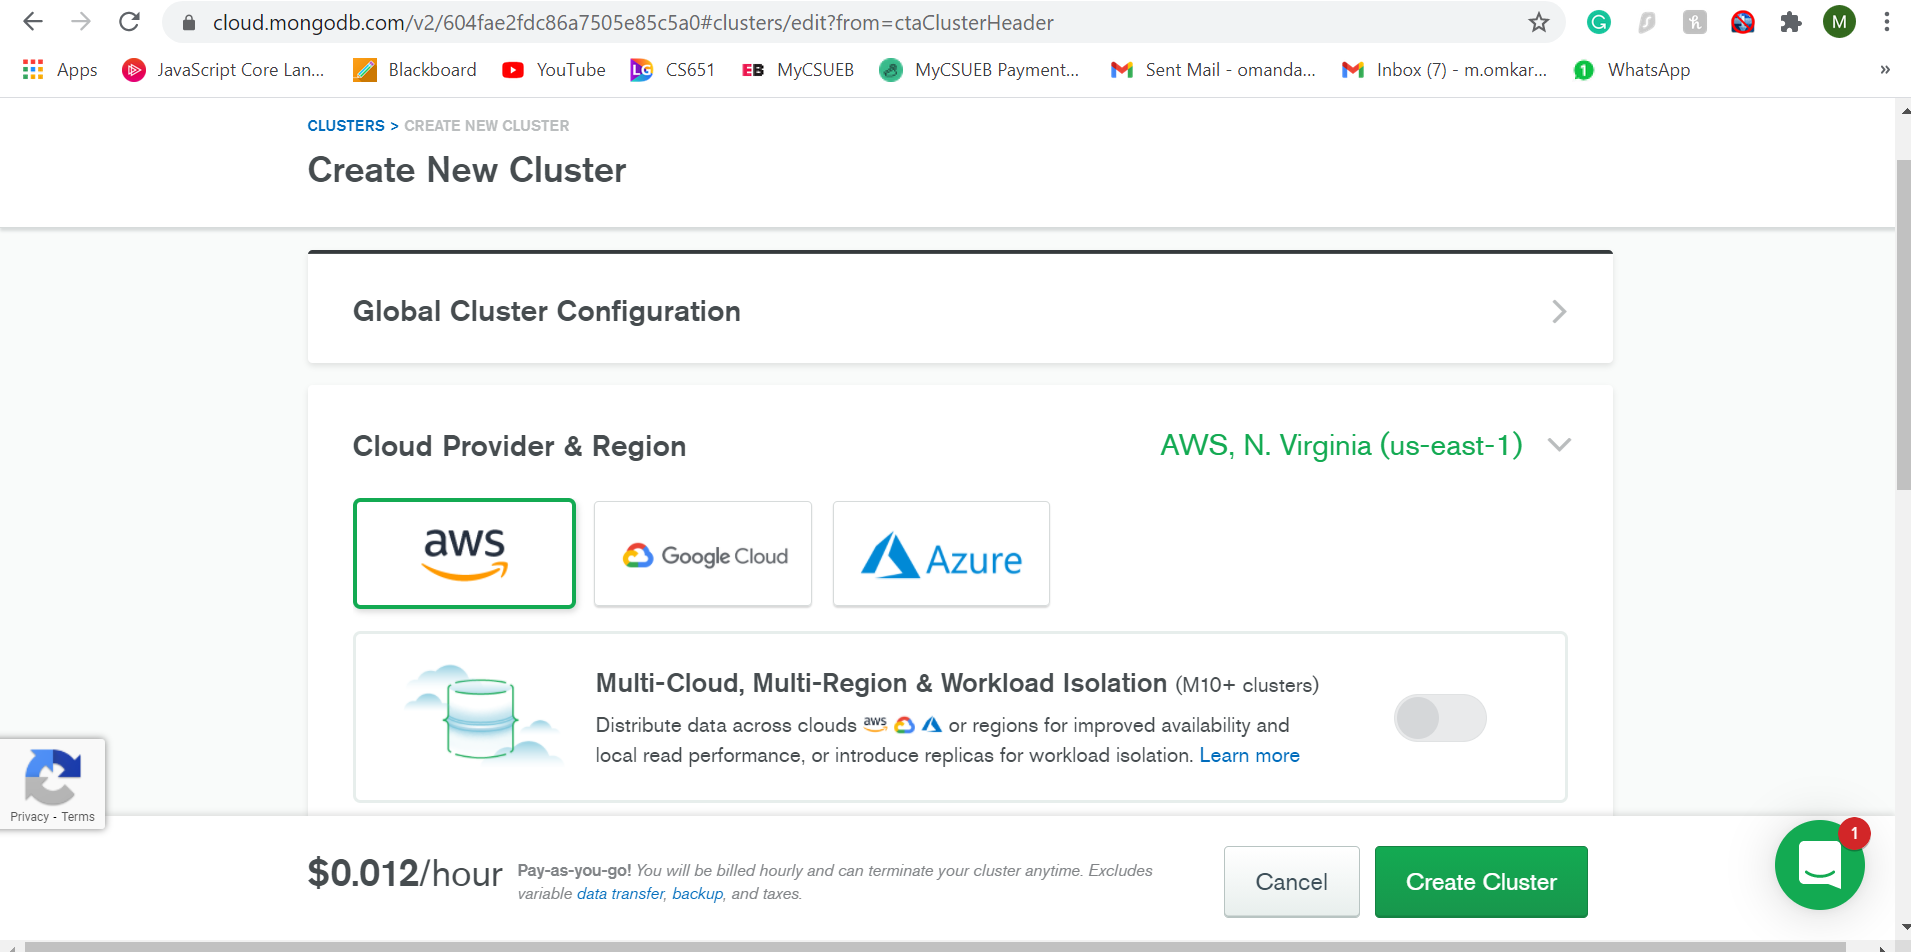 cloud.mongodb.com/v2/604fae2fdc86a7505e85c5a0#clusters/edit?from=ctaClusterHeader
M
Apps JavaScript Core Lan... Blackboard YouTube LG CS651 EB MyCSUEB MyCSUEB Payment... Sent Mail - omanda... Inbox (7) - m.omkar... 1 WhatsApp »
CLUSTERS > CREATE NEW CLUSTER
Create New Cluster
Global Cluster Configuration
Cloud Provider & Region AWS, N. Virginia (us-east-1)
aws Google Cloud Azure
Multi-Cloud, Multi-Region & Workload Isolation (M10+ clusters)
Distribute data across clouds aws or regions for improved availability and
local read performance, or introduce replicas for workload isolation. Learn more
Privacy - Terms
$0.012/hour Pay-as-you-go! You will be billed hourly and can terminate your cluster anytime. Excludes
variable data transfer, backup, and taxes.
Cancel Create Cluster
1